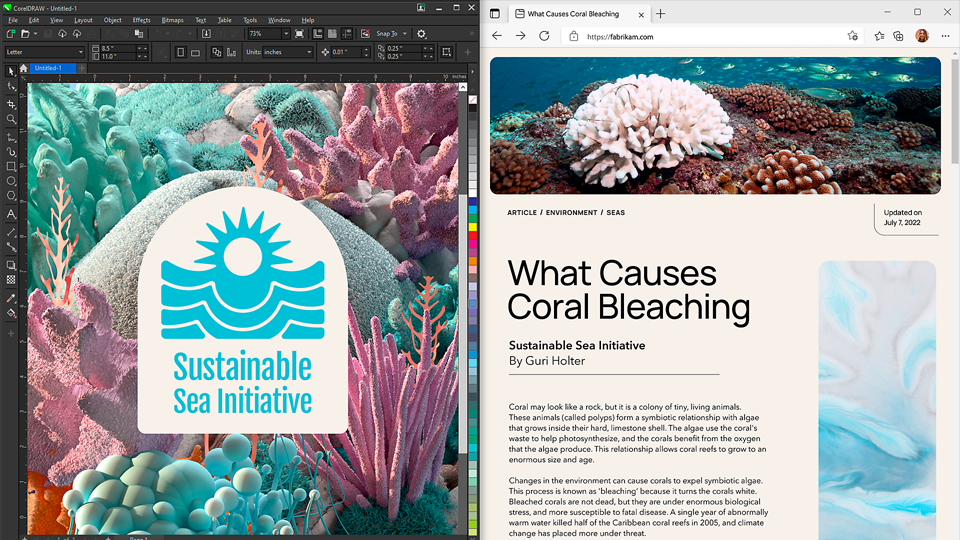 CorelDRAW - Untitled-1
File Edit View Layout Object Effects Bitmaps Text Table Tools Window Help
73% Snap To
Letter 8.5 " 11.0 " Units: inches 0.01 " 0.25 " 0.25 "
Untitled-1
inches
Sustainable
Sea Initiative
Page 1
What Causes Coral Bleaching
https://fabrikam.com
ARTICLE / ENVIRONMENT / SEAS
Updated on
July 7, 2022
What Causes
Coral Bleaching
Sustainable Sea Initiative
By Guri Holter
Coral may look like a rock, but it is a colony of tiny, living animals.
These animals (called polyps) form a symbiotic relationship with algae
that grows inside their hard, limestone shell. The algae use the coral's
waste to help photosynthesize, and the corals benefit from the oxygen
that the algae produce. This relationship allows coral reefs to grow to an
enormous size and age.
Changes in the environment can cause corals to expel symbiotic algae.
This process is known as 'bleaching' because it turns the corals white.
Bleached corals are not dead, but they are under enormous biological
stress, and more susceptible to fatal disease. A single year of abnormally
warm water killed half of the Caribbean coral reefs in 2005, and climate
change has placed more under threat.